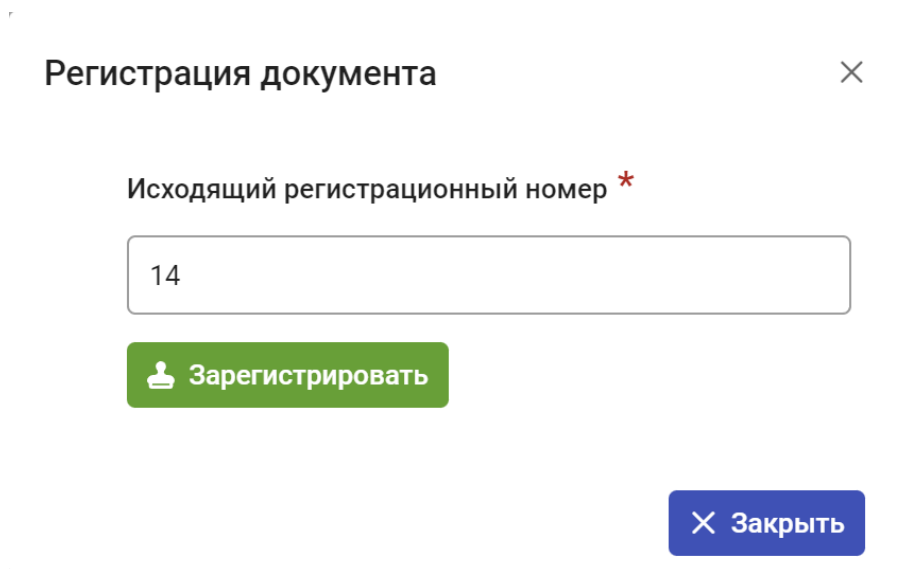 Регистрация документа
Исходящий регистрационный номер *
14
Зарегистрировать
Закрыть